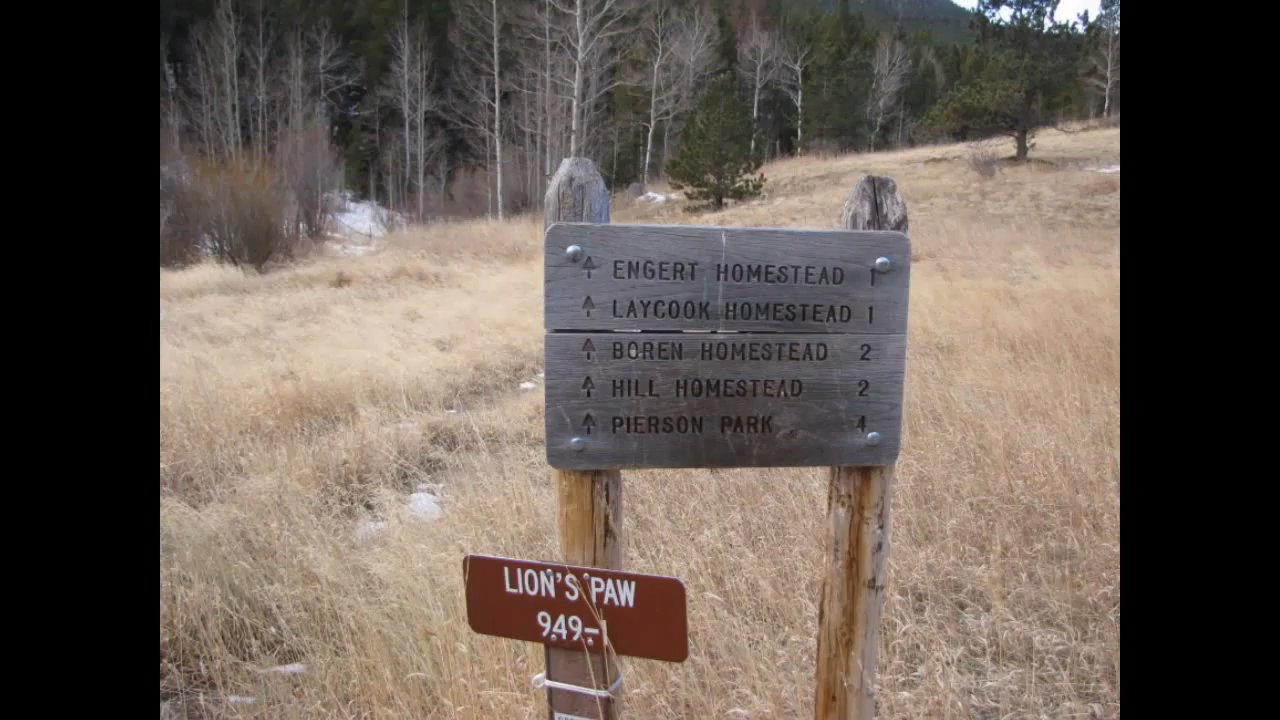 ENGERT HOMESTEAD 1
LAYCOOK HOMESTEAD 1
BOREN HOMESTEAD 2
HILL HOMESTEAD 2
PIERSON PARK 4
LION'S PAW
949-1